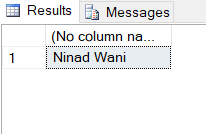 Results Messages
(No column na...
1 Ninad Wani